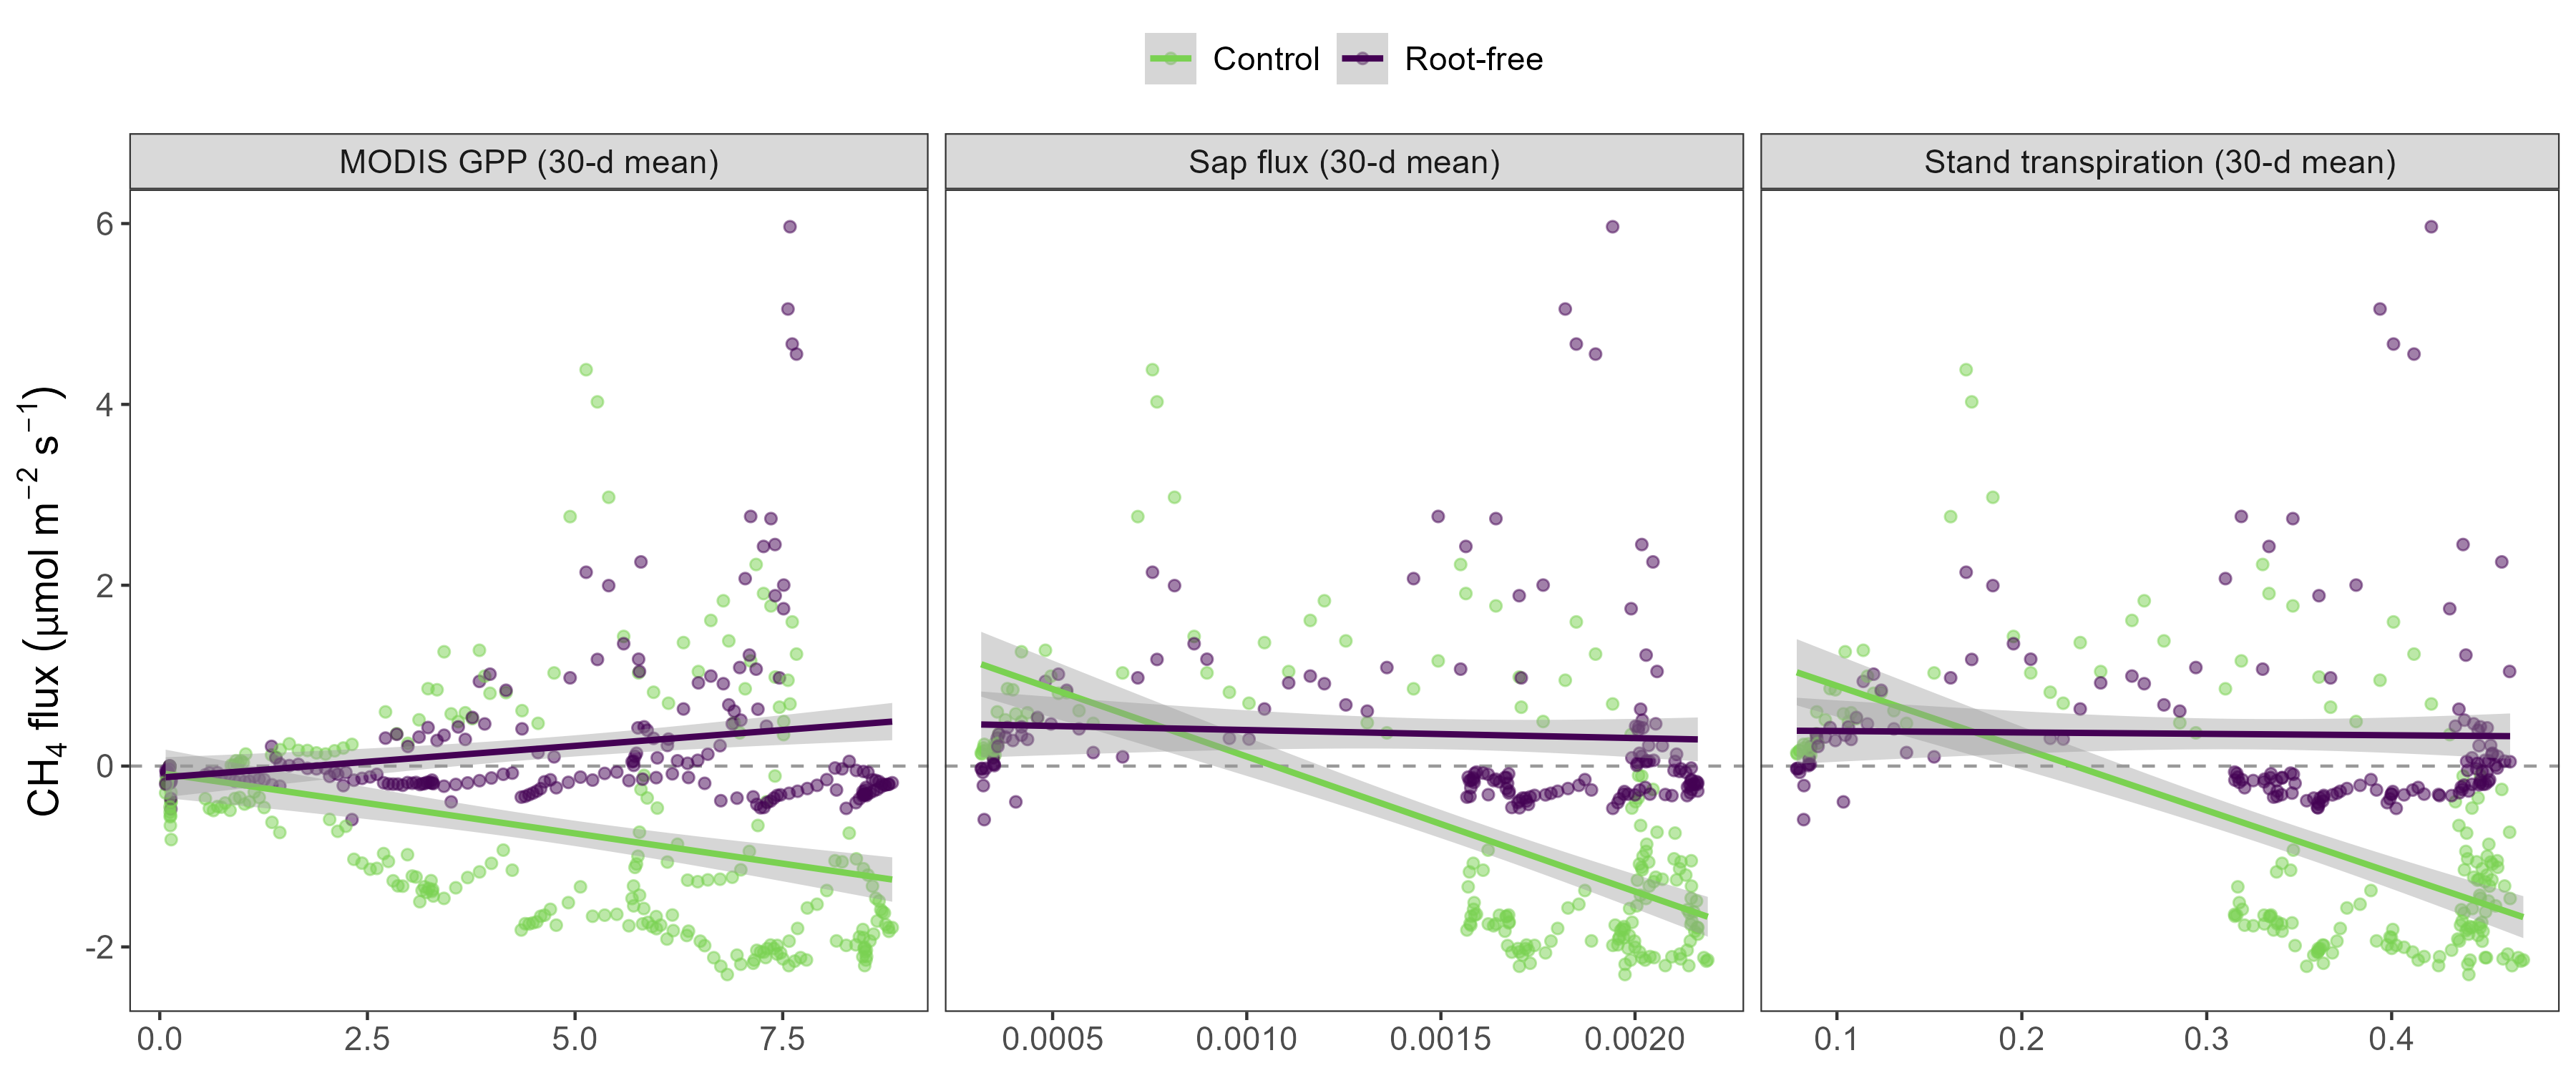 Control Root-free
MODIS GPP (30-d mean) Sap flux (30-d mean) Stand transpiration (30-d mean)
CH₄ flux (µmol m⁻² s⁻¹)
6
4
2
0
-2
0.0 2.5 5.0 7.5 0.0005 0.0010 0.0015 0.0020 0.1 0.2 0.3 0.4